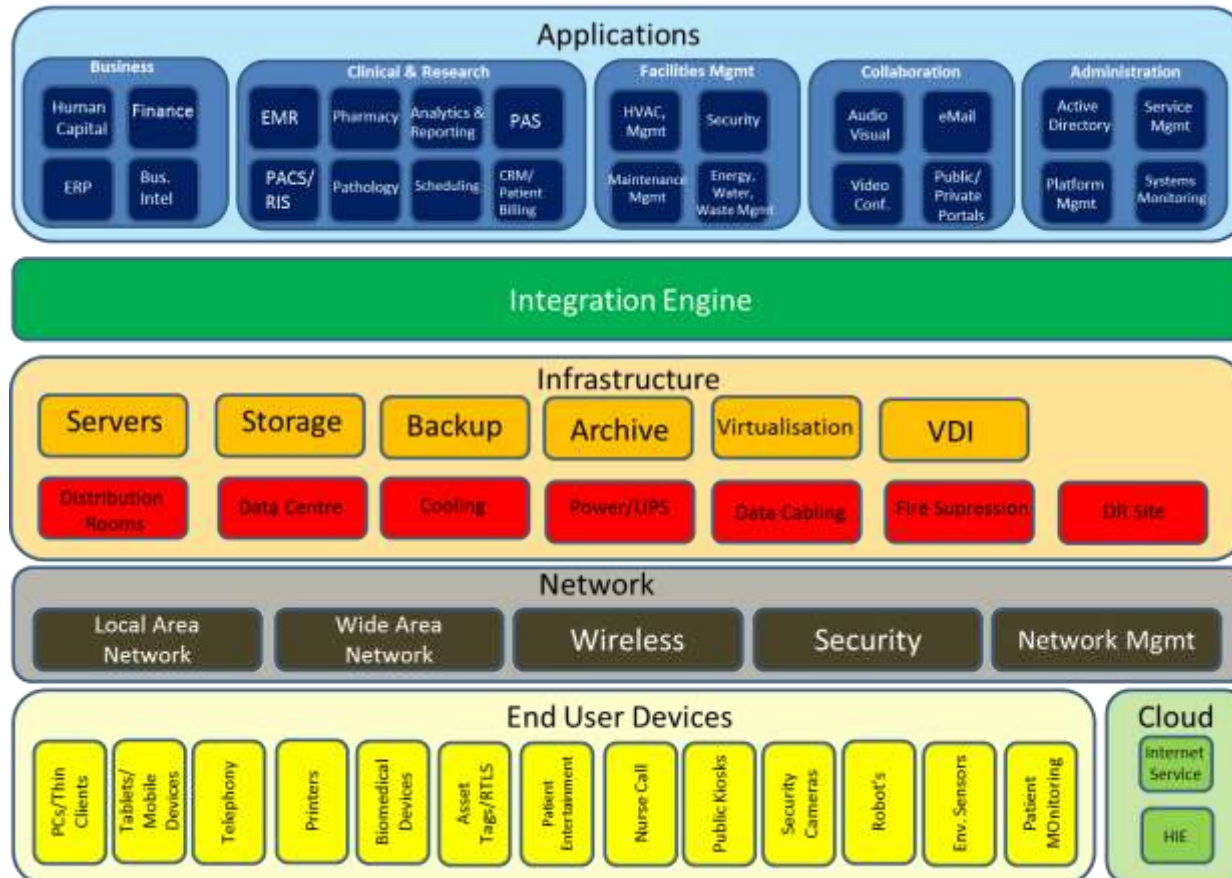 Applications
Business
Human
Capital
Finance
ERP
Bus.
Intel
Clinical & Research
EMR
Pharmacy
Analytics &
Reporting
PAS
PACS/
RIS
Pathology
Scheduling
CRM/
Patient
Billing
Facilities Mgmt
HVAC,
Mgmt
Security
Maintenance
Mgmt
Energy,
Water,
Waste Mgmt
Collaboration
Audio
Visual
eMail
Video
Conf.
Public/
Private
Portals
Administration
Active
Directory
Service
Mgmt
Platform
Mgmt
Systems
Monitoring
Integration Engine
Infrastructure
Servers
Storage
Backup
Archive
Virtualisation
VDI
Distribution
Rooms
Data Centre
Cooling
Power/UPS
Data Cabling
Fire Supression
DR Site
Network
Local Area
Network
Wide Area
Network
Wireless
Security
Network Mgmt
End User Devices
PCs/Thin
Clients
Tablets/
Mobile
Devices
Telephony
Printers
Biomedical
Devices
Asset
Tags/RTLS
Patient
Entertainment
Nurse Call
Public Kiosks
Security
Cameras
Robot's
Env. Sensors
Patient
MOnitoring
Cloud
Internet
Service
HIE